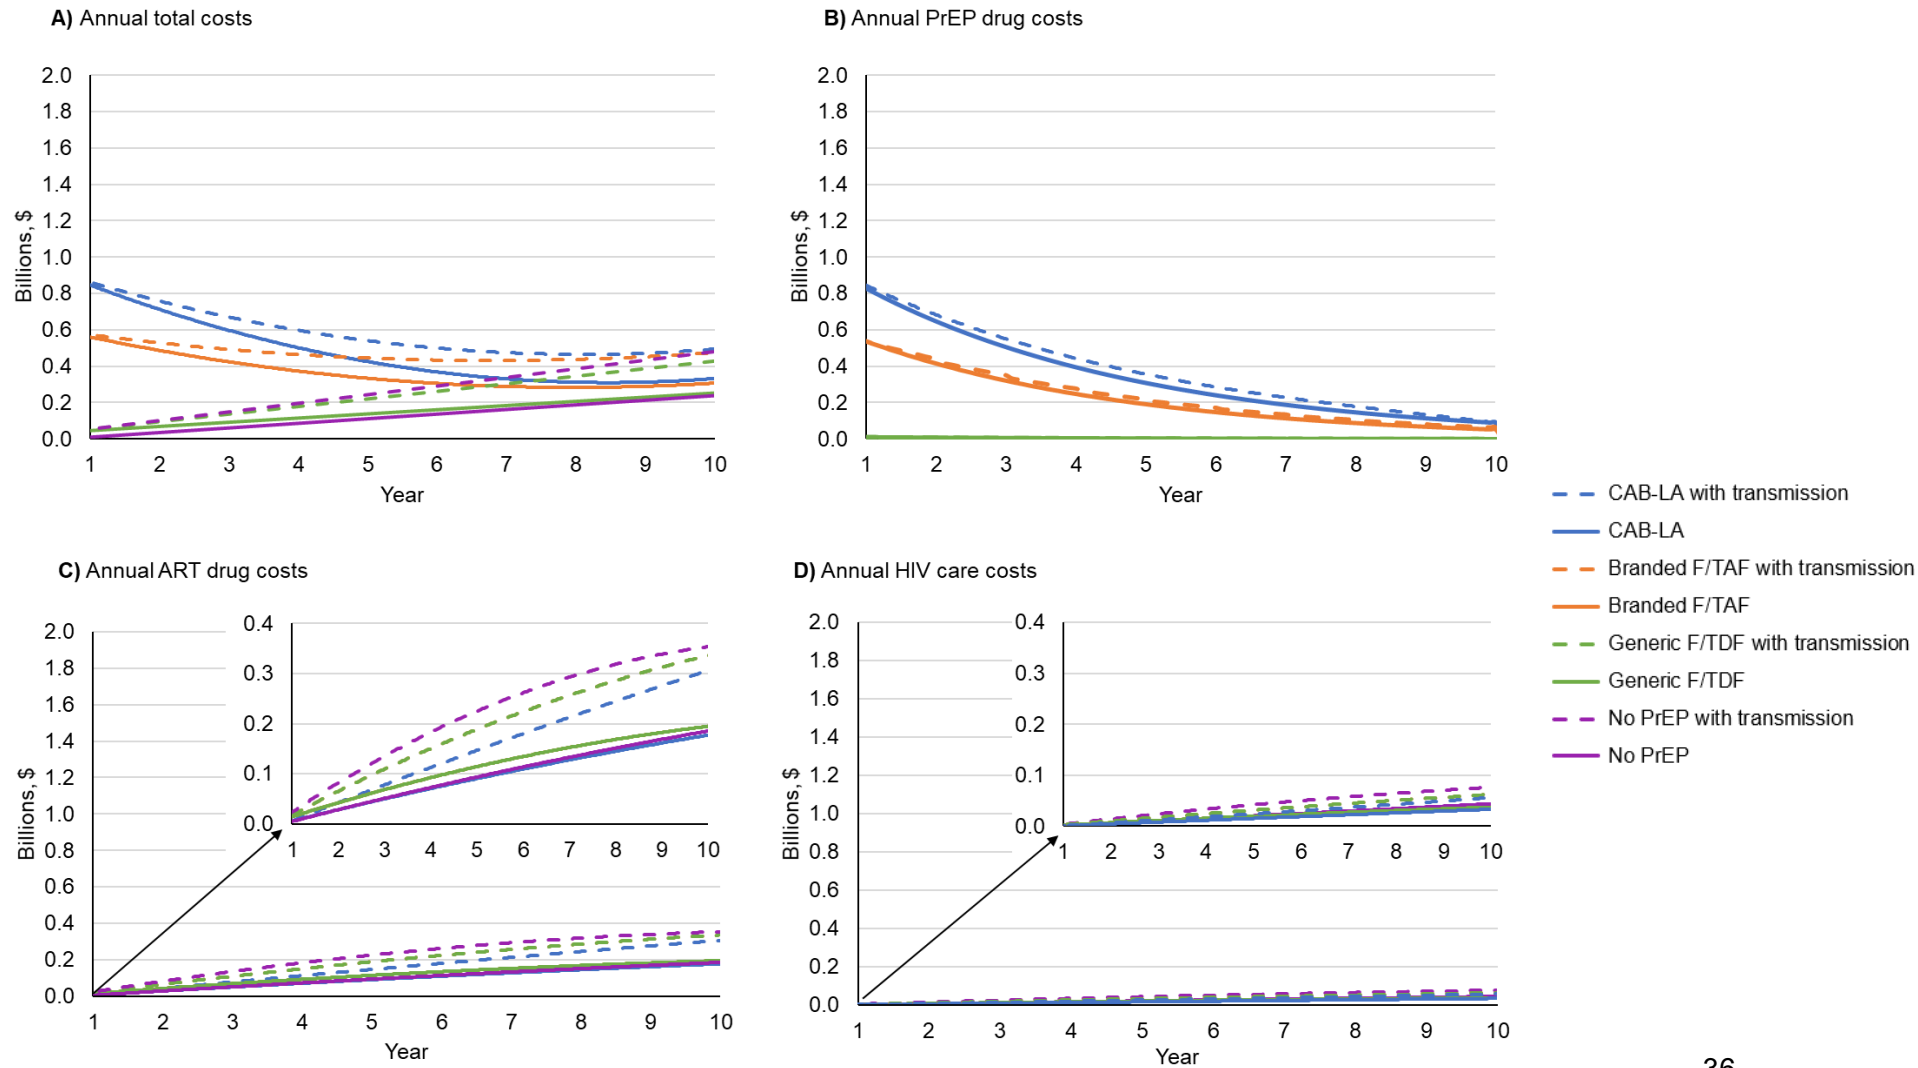 A) Annual total costs
2.0
1.8
1.6
1.4
1.2
1.0
0.8
0.6
0.4
0.2
0.0
Billions, $
1 2 3 4 5 6 7 8 9 10
Year
B) Annual PrEP drug costs
2.0
1.8
1.6
1.4
1.2
1.0
0.8
0.6
0.4
0.2
0.0
Billions, $
1 2 3 4 5 6 7 8 9 10
Year
CAB-LA with transmission
CAB-LA
Branded F/TAF with transmission
Branded F/TAF
Generic F/TDF with transmission
Generic F/TDF
No PrEP with transmission
No PrEP
C) Annual ART drug costs
2.0
1.8
1.6
1.4
1.2
1.0
0.8
0.6
0.4
0.2
0.0
Billions, $
1 2 3 4 5 6 7 8 9 10
Year
0.4
0.3
0.2
0.1
0.0
1 2 3 4 5 6 7 8 9 10
D) Annual HIV care costs
2.0
1.8
1.6
1.4
1.2
1.0
0.8
0.6
0.4
0.2
0.0
Billions, $
1 2 3 4 5 6 7 8 9 10
Year
0.4
0.3
0.2
0.1
0.0
1 2 3 4 5 6 7 8 9 10